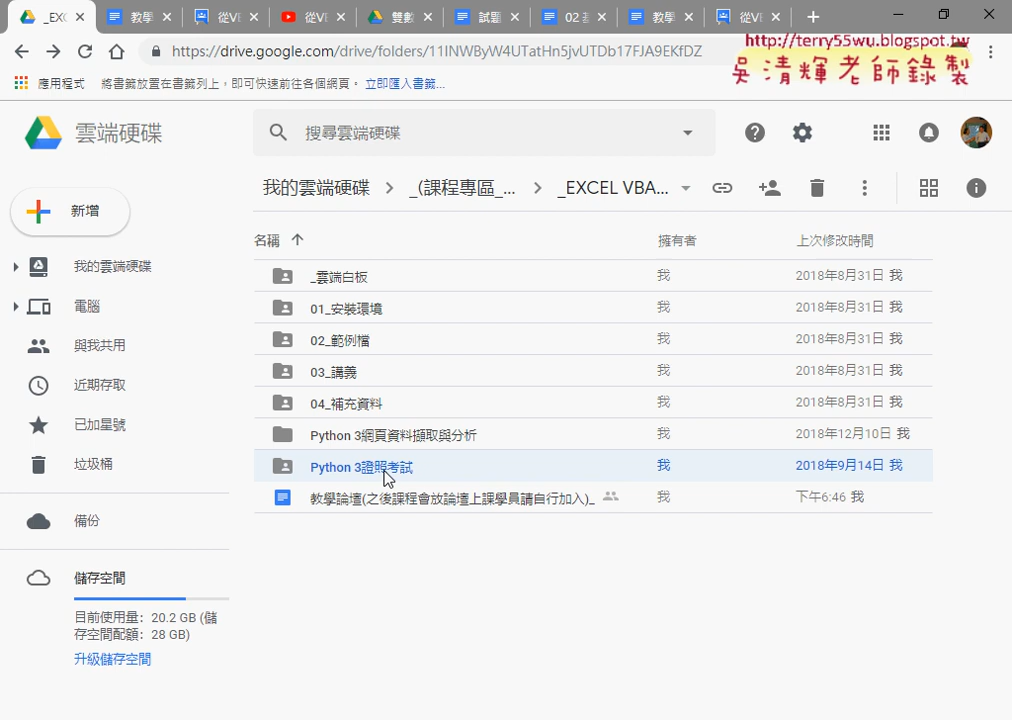 _EXC
教學
從VE
從VE
雙數
試題
02 基
教學
從VE
https://drive.google.com/drive/folders/11INWByW4UTatHn5jvUTDb17FJA9EKfDZ
http://terry55wu.blogspot.tw
吳清輝老師錄製
應用程式
將書籤放置在書籤列上，即可快速前往各個網頁。
立即匯入書籤...
雲端硬碟
搜尋雲端硬碟
我的雲端硬碟
_(課程專區_...
_EXCEL VBA...
新增
名稱
擁有者
上次修改時間
我的雲端硬碟
電腦
與我共用
近期存取
已加星號
垃圾桶
備份
儲存空間
目前使用量：20.2 GB (儲
存空間配額：28 GB)
升級儲存空間
_雲端白板 我 2018年8月31日 我
01_安裝環境 我 2018年8月31日 我
02_範例檔 我 2018年8月31日 我
03_講義 我 2018年8月31日 我
04_補充資料 我 2018年8月31日 我
Python 3網頁資料擷取與分析 我 2018年12月10日 我
Python 3證照考試 我 2018年9月14日 我
教學論壇(之後課程會放論壇上課學員請自行加入)_ 我 下午6:46 我